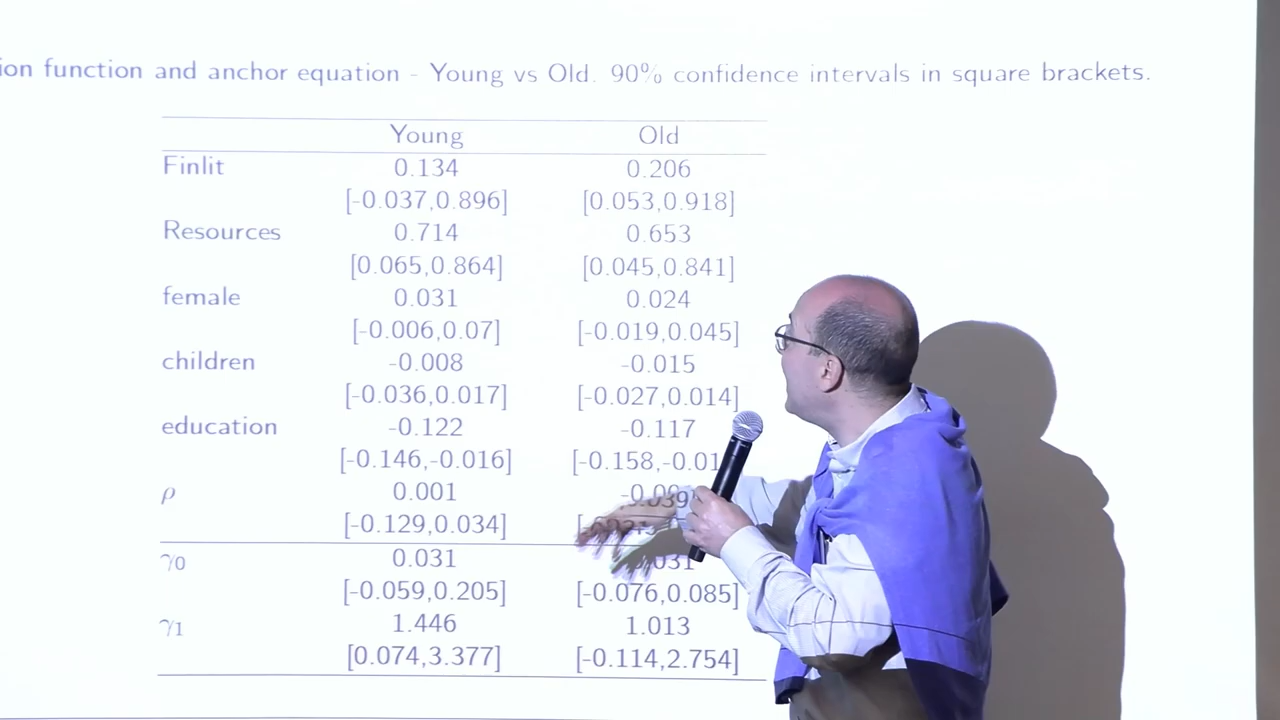 ion function and anchor equation - Young vs Old. 90% confidence intervals in square brackets.
Young Old
Finlit 0.134 0.206
[-0.037,0.896] [0.053,0.918]
Resources 0.714 0.653
[0.065,0.864] [0.045,0.841]
female 0.031 0.024
[-0.006,0.07] [-0.019,0.045]
children -0.008 -0.015
[-0.036,0.017] [-0.027,0.014]
education -0.122 -0.117
[-0.146,-0.016] [-0.158,-0.01
ρ 0.001
[-0.129,0.034]
γ0 0.031
[-0.059,0.205] [-0.076,0.085]
γ1 1.446 1.013
[0.074,3.377] [-0.114,2.754]